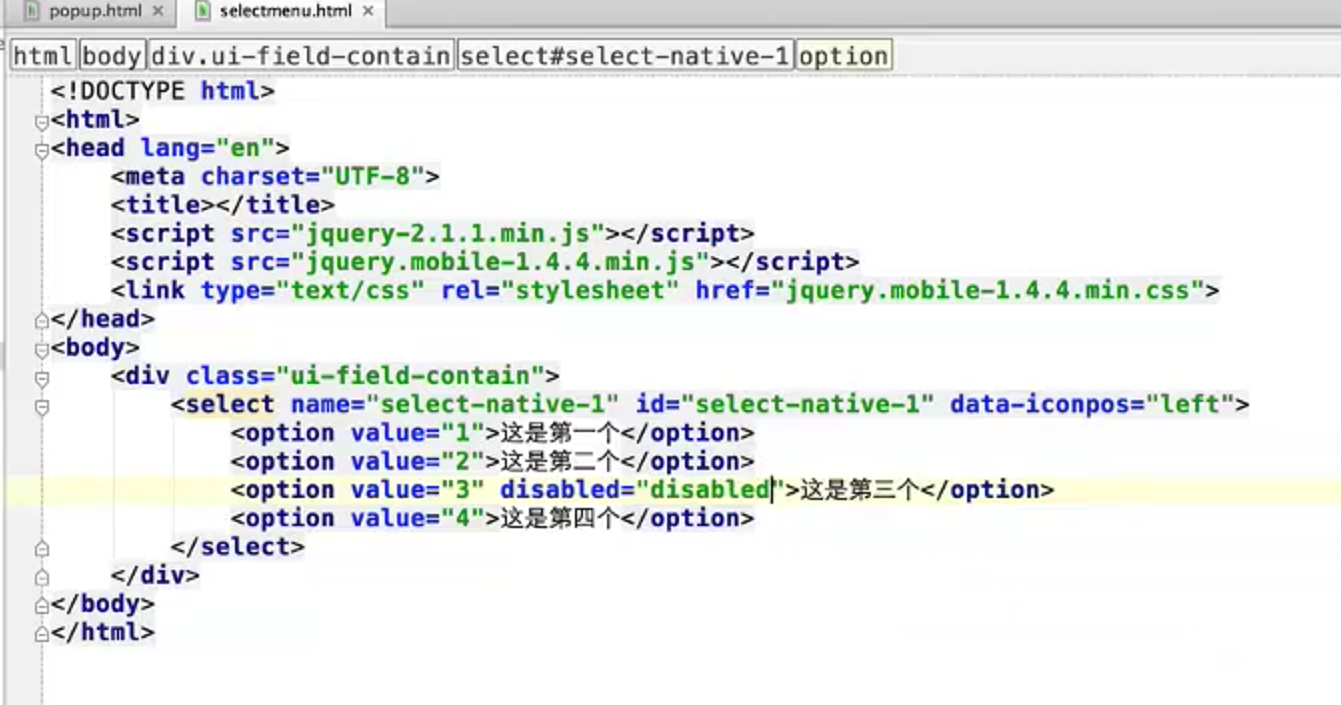 popup.html × selectmenu.html ×
html body div.ui-field-contain select#select-native-1 option
<!DOCTYPE html>
<html>
<head lang="en">
<meta charset="UTF-8">
<title></title>
<script src="jquery-2.1.1.min.js"></script>
<script src="jquery.mobile-1.4.4.min.js"></script>
<link type="text/css" rel="stylesheet" href="jquery.mobile-1.4.4.min.css">
</head>
<body>
<div class="ui-field-contain">
<select name="select-native-1" id="select-native-1" data-iconpos="left">
<option value="1">这是第一个</option>
<option value="2">这是第二个</option>
<option value="3" disabled="disabled">这是第三个</option>
<option value="4">这是第四个</option>
</select>
</div>
</body>
</html>